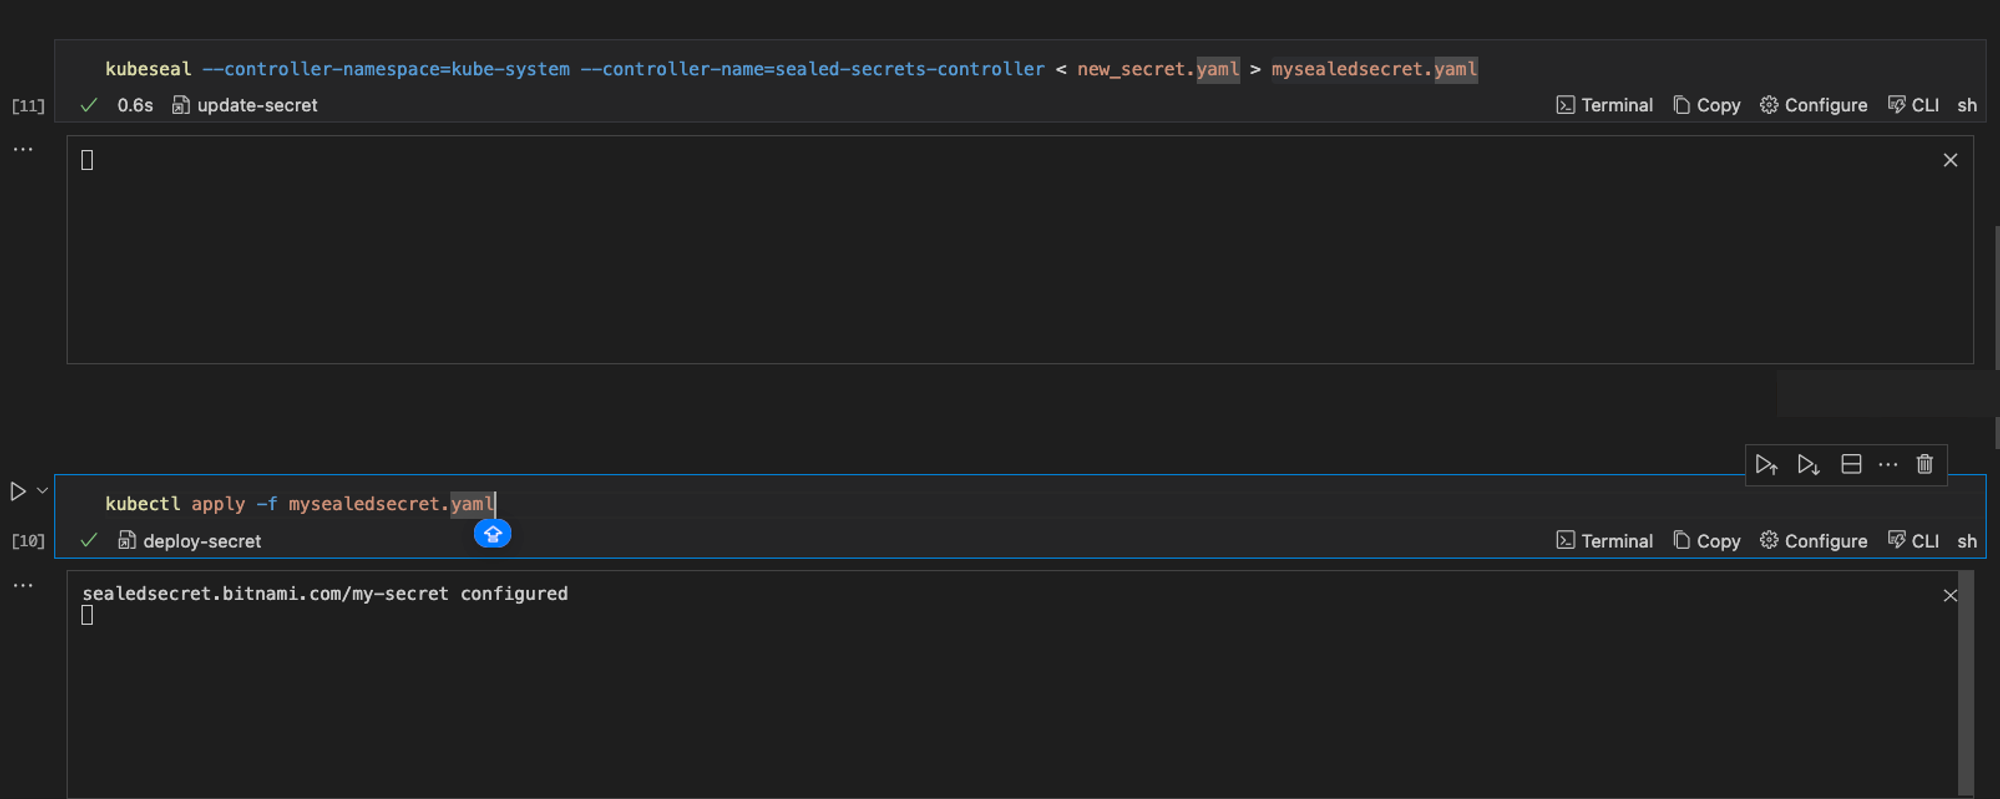 kubeseal --controller-namespace=kube-system --controller-name=sealed-secrets-controller < new_secret.yaml > mysealedsecret.yaml
[11] 0.6s update-secret Terminal Copy Configure CLI sh
...
kubectl apply -f mysealedsecret.yaml
[10] deploy-secret Terminal Copy Configure CLI sh
...
sealedsecret.bitnami.com/my-secret configured